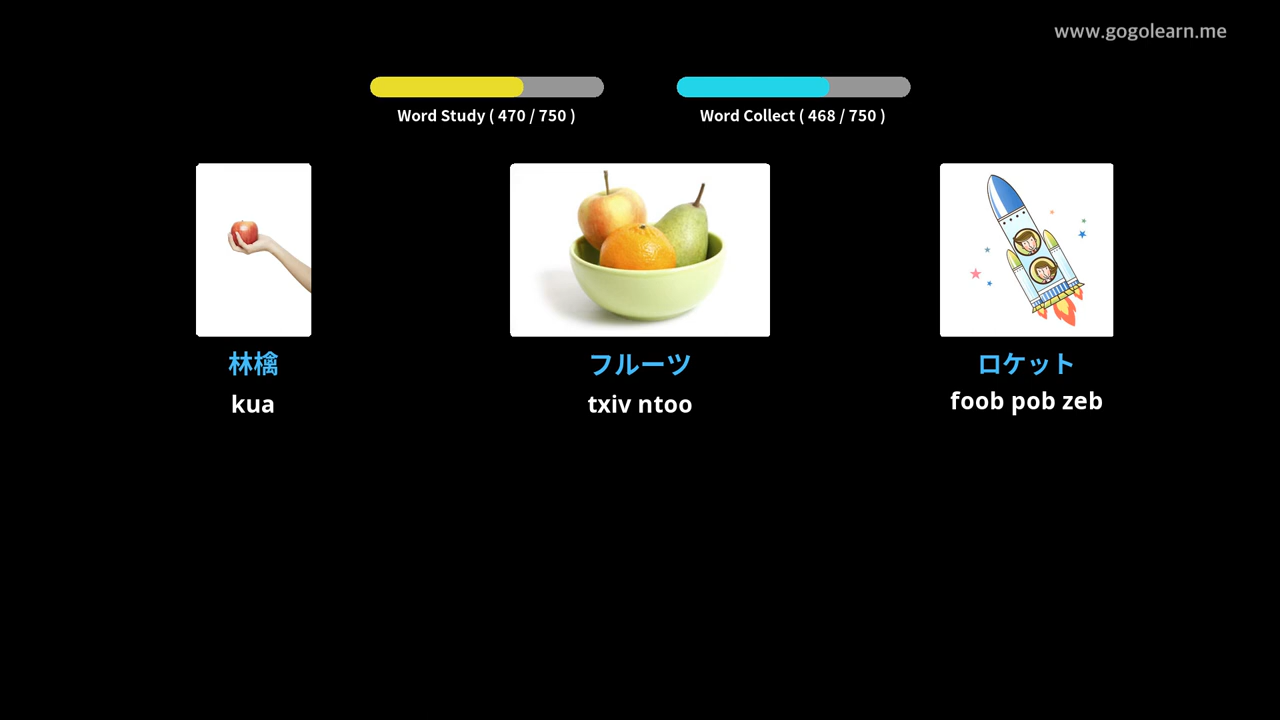 www.gogolearn.me
Word Study ( 470 / 750 )
Word Collect ( 468 / 750 )
林檎
フルーツ
ロケット
kua
txiv ntoo
foob pob zeb